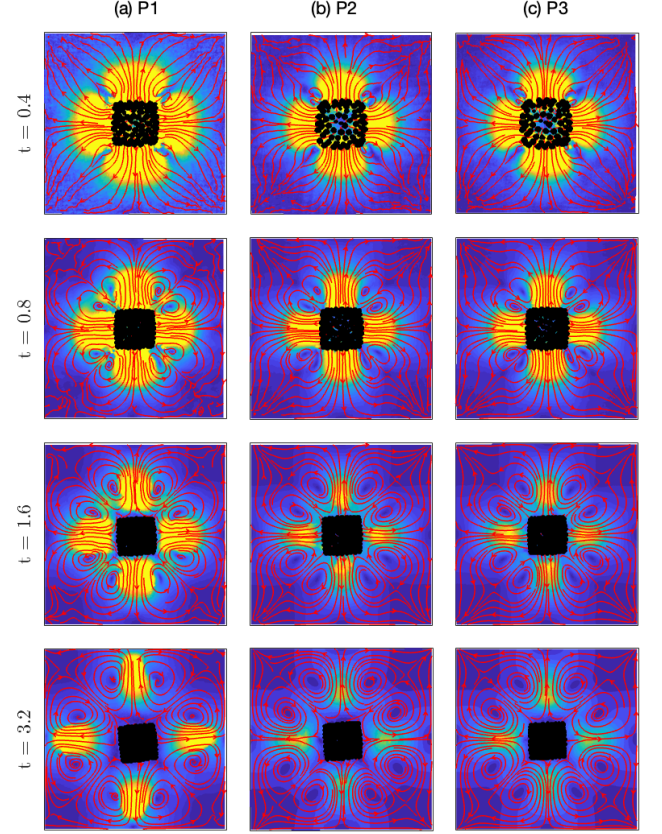 (a) P1
(b) P2
(c) P3
t = 0.4
t = 0.8
t = 1.6
t = 3.2